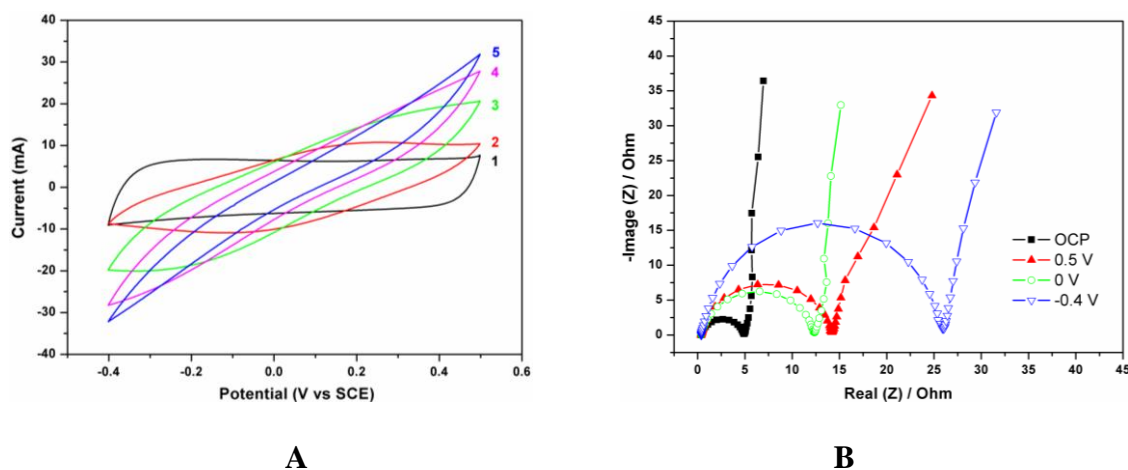 40
30
20
10
0
-10
-20
-30
-40
Current (mA)
5
4
3
2
1
-0.4 -0.2 0.0 0.2 0.4 0.6
Potential (V vs SCE)
A
45
40
35
30
25
20
15
10
5
0
-Image (Z) / Ohm
OCP
0.5 V
0 V
-0.4 V
0 5 10 15 20 25 30 35 40 45
Real (Z) / Ohm
B